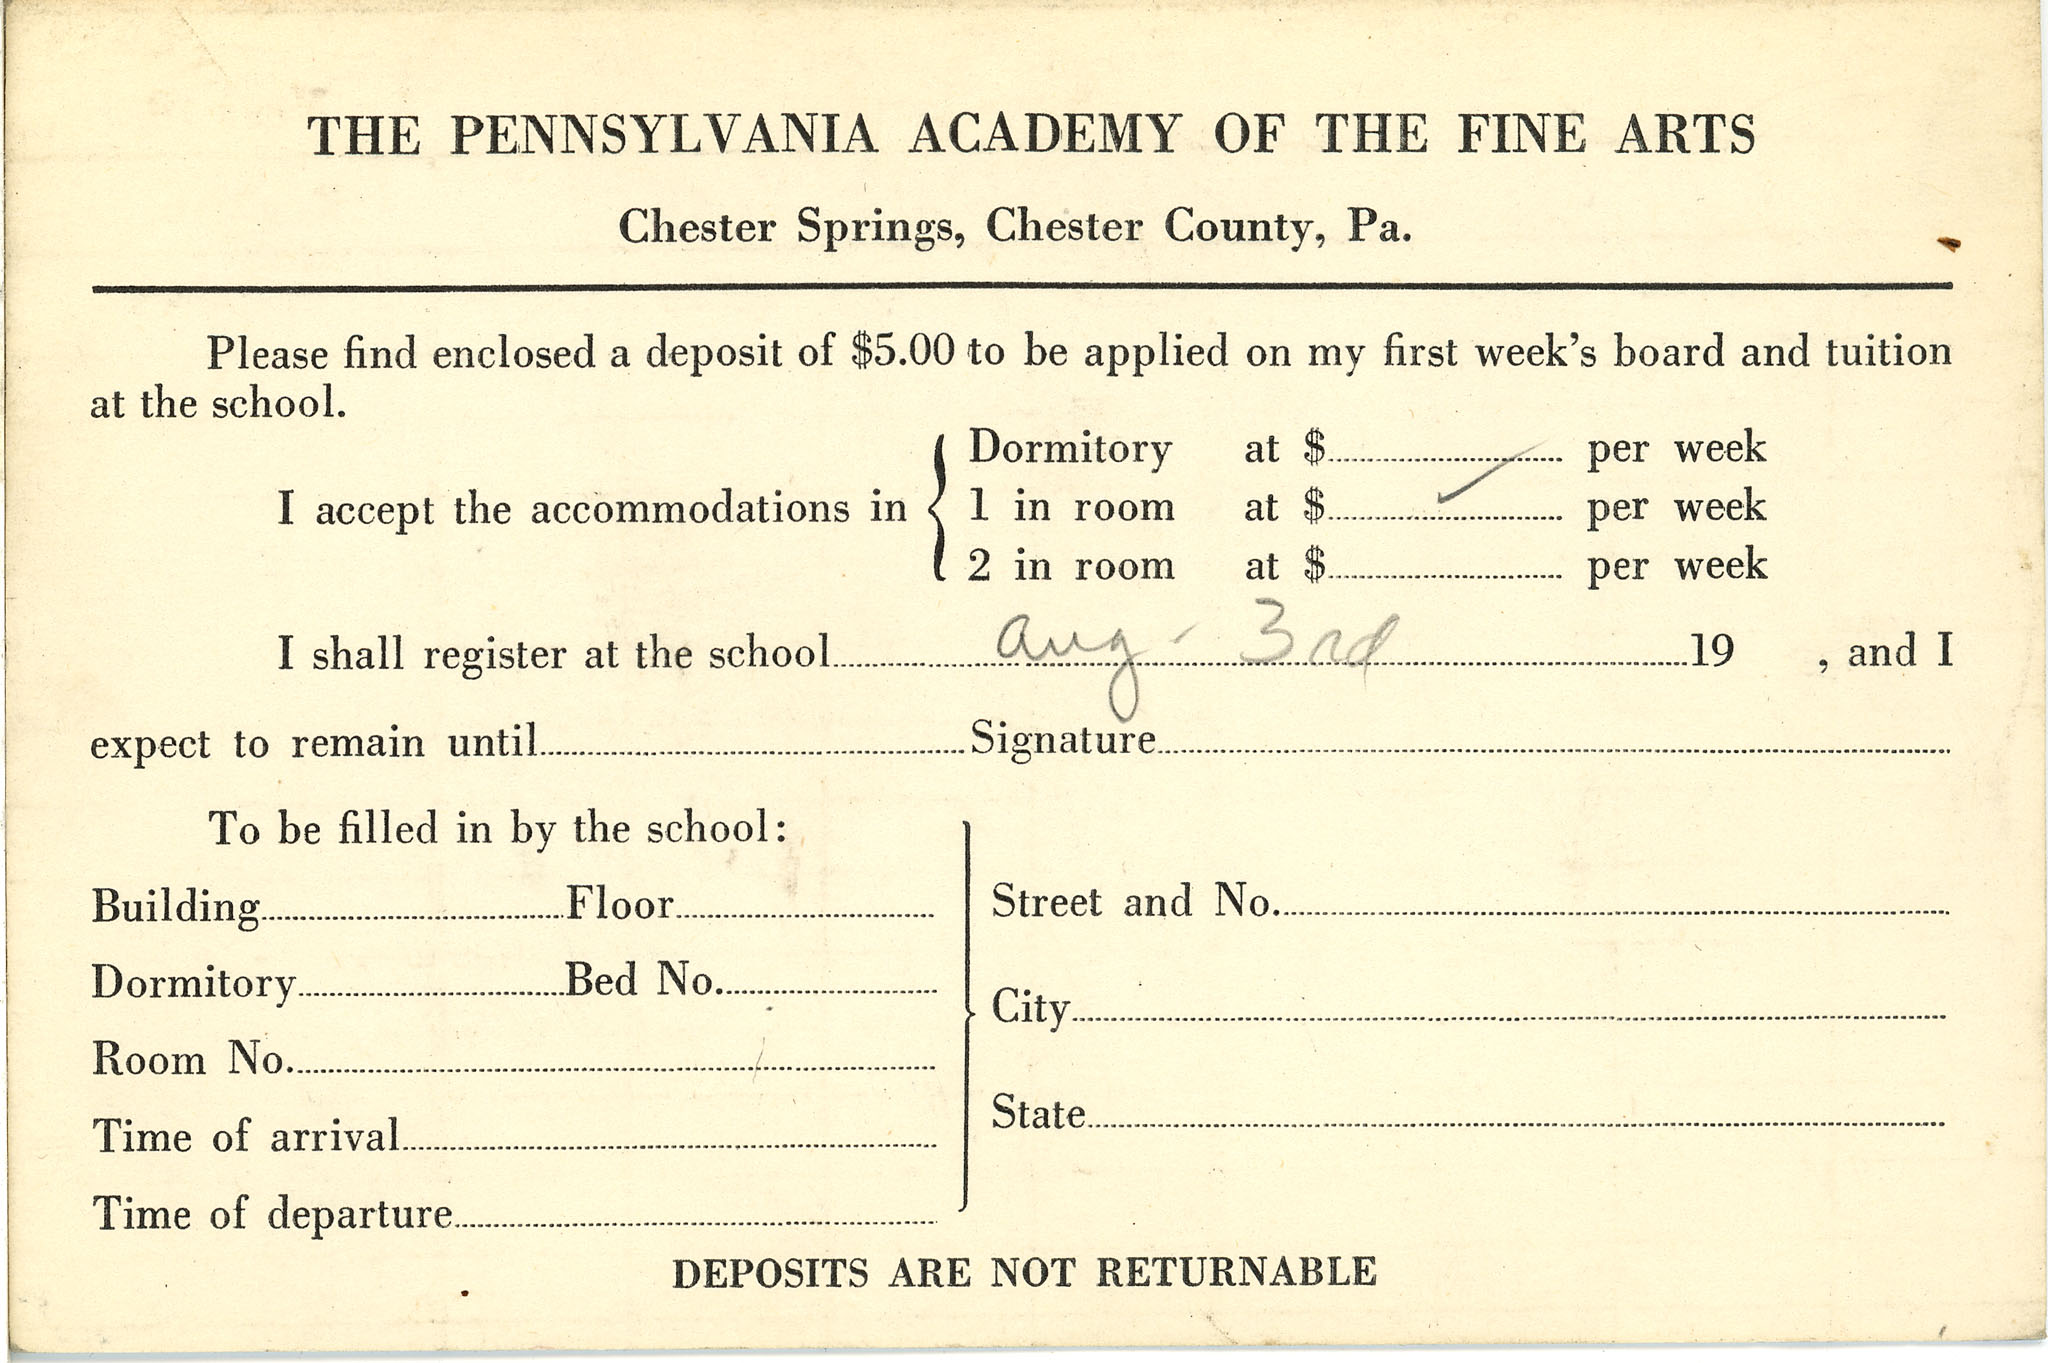 THE PENNSYLVANIA ACADEMY OF THE FINE ARTS
Chester Springs, Chester County, Pa.
Please find enclosed a deposit of $5.00 to be applied on my first week's board and tuition
at the school.
I accept the accommodations in
Dormitory at $ per week
1 in room at $ ✓ per week
2 in room at $ per week
I shall register at the school Aug - 3rd 19 , and I
expect to remain until Signature
To be filled in by the school:
Building Floor
Dormitory Bed No.
Room No.
Time of arrival
Time of departure
Street and No.
City
State
DEPOSITS ARE NOT RETURNABLE